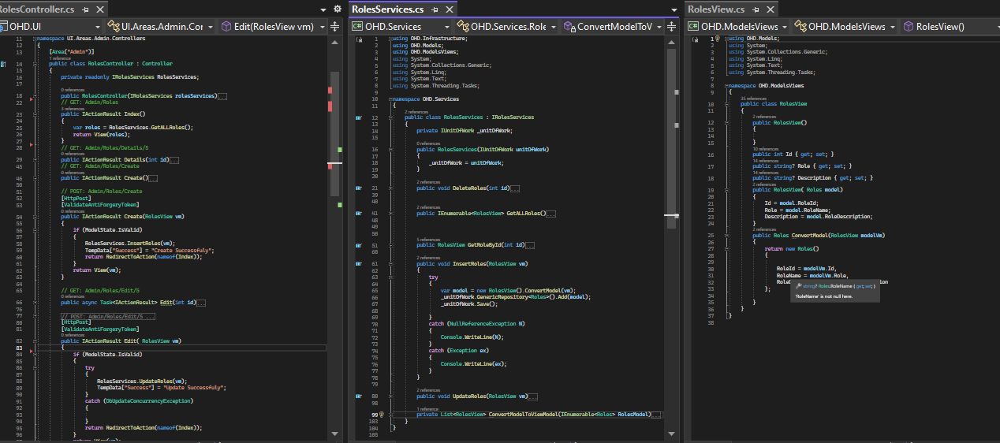 RolesController.cs
OHD.UI
UI.Areas.Admin.Cor
Edit(RolesView vm)
11 namespace UI.Areas.Admin.Controllers
12 {
13 [Area("Admin")]
1 reference
14 public class RolesController : Controller
15 {
16 private readonly IRolesServices RolesServices;
17
0 references
18 public RolesController(IRolesServices rolesServices)...
22 // GET: Admin/Roles
3 references
23 public IActionResult Index()
24 {
25 var roles = RolesServices.GetALLRoles();
26 return View(roles);
27 }
28 // GET: Admin/Roles/Details/5
0 references
29 public IActionResult Details(int id)...
45 // GET: Admin/Roles/Create
0 references
46 public IActionResult Create()...
50
51 // POST: Admin/Roles/Create
52 [HttpPost]
53 [ValidateAntiForgeryToken]
0 references
54 public IActionResult Create(RolesView vm)
55 {
56 if (ModelState.IsValid)
57 {
58 RolesServices.InsertRoles(vm);
59 TempData["Success"] = "Create Successfuly";
60 return RedirectToAction(nameof(Index));
61 }
62 return View(vm);
63 }
64
65 // GET: Admin/Roles/Edit/5
0 references
66 public async Task<IActionResult> Edit(int id)...
76
77 // POST: Admin/Roles/Edit/5 ...
80 [HttpPost]
81 [ValidateAntiForgeryToken]
0 references
82 public IActionResult Edit( RolesView vm)
83 {
84 if (ModelState.IsValid)
85 {
86 try
87 {
88 RolesServices.UpdateRoles(vm);
89 TempData["Success"] = "Update Successfuly";
90 }
91 catch (DbUpdateConcurrencyException)
92 {
93
94 }
95 return RedirectToAction(nameof(Index));
96 }
RolesServices.cs
OHD.Services
OHD.Services.Role
ConvertModelToV
1 using OHD.Infrastructure;
2 using OHD.Models;
3 using OHD.ModelsViews;
4 using System;
5 using System.Collections.Generic;
6 using System.Linq;
7 using System.Text;
8 using System.Threading.Tasks;
9
10 namespace OHD.Services
11 {
2 references
12 public class RolesServices : IRolesServices
13 {
14 private IUnitOfWork _unitOfWork;
15
0 references
16 public RolesServices(IUnitOfWork unitOfWork)
17 {
18 _unitOfWork = unitOfWork;
19 }
20
2 references
21 public void DeleteRoles(int id)...
39
40
2 references
41 public IEnumerable<RolesView> GetALLRoles()...
48
49
50
5 references
51 public RolesView GetRoleById(int id)...
60
2 references
61 public void InsertRoles(RolesView vm)
62 {
63 try
64 {
65 var model = new RolesView().ConvertModel(vm);
66 _unitOfWork.GenericRepository<Roles>().Add(model);
67 _unitOfWork.Save();
68
70 }
71 catch (NullReferenceException N)
71 {
72 Console.WriteLine(N);
73 }
74 catch (Exception ex)
75 {
76 Console.WriteLine(ex);
77 }
78 }
79
2 references
80 public void UpdateRoles(RolesView vm)...
98
1 reference
99 private List<RolesView> ConvertModelToViewModel(IEnumerable<Roles> RolesModel)...
103 }
104 }
105
RolesView.cs
OHD.ModelsViews
OHD.ModelsViews
RolesView()
1 using OHD.Models;
2 using System;
3 using System.Collections.Generic;
4 using System.Linq;
5 using System.Text;
6 using System.Threading.Tasks;
7
8 namespace OHD.ModelsViews
9 {
35 references
10 public class RolesView
11 {
2 references
12 public RolesView()
13 {
14
15 }
10 references
16 public int Id { get; set; }
14 references
17 public string? Role { get; set; }
14 references
18 public string? Description { get; set; }
2 references
19 public RolesView( Roles model)
20 {
21 Id = model.RoleId;
22 Role = model.RoleName;
23 Description = model.RoleDescription;
24 }
2 references
25 public Roles ConvertModel(RolesView modelVm)
26 {
27 return new Roles()
28 {
29
30 RoleId = modelVm.Id,
31 RoleName = modelVm.Role,
32 RoleD
ion
string? Roles.RoleName { get; set; }
33 };
'RoleName' is not null here.
34
35 }
36 }
37 }
38